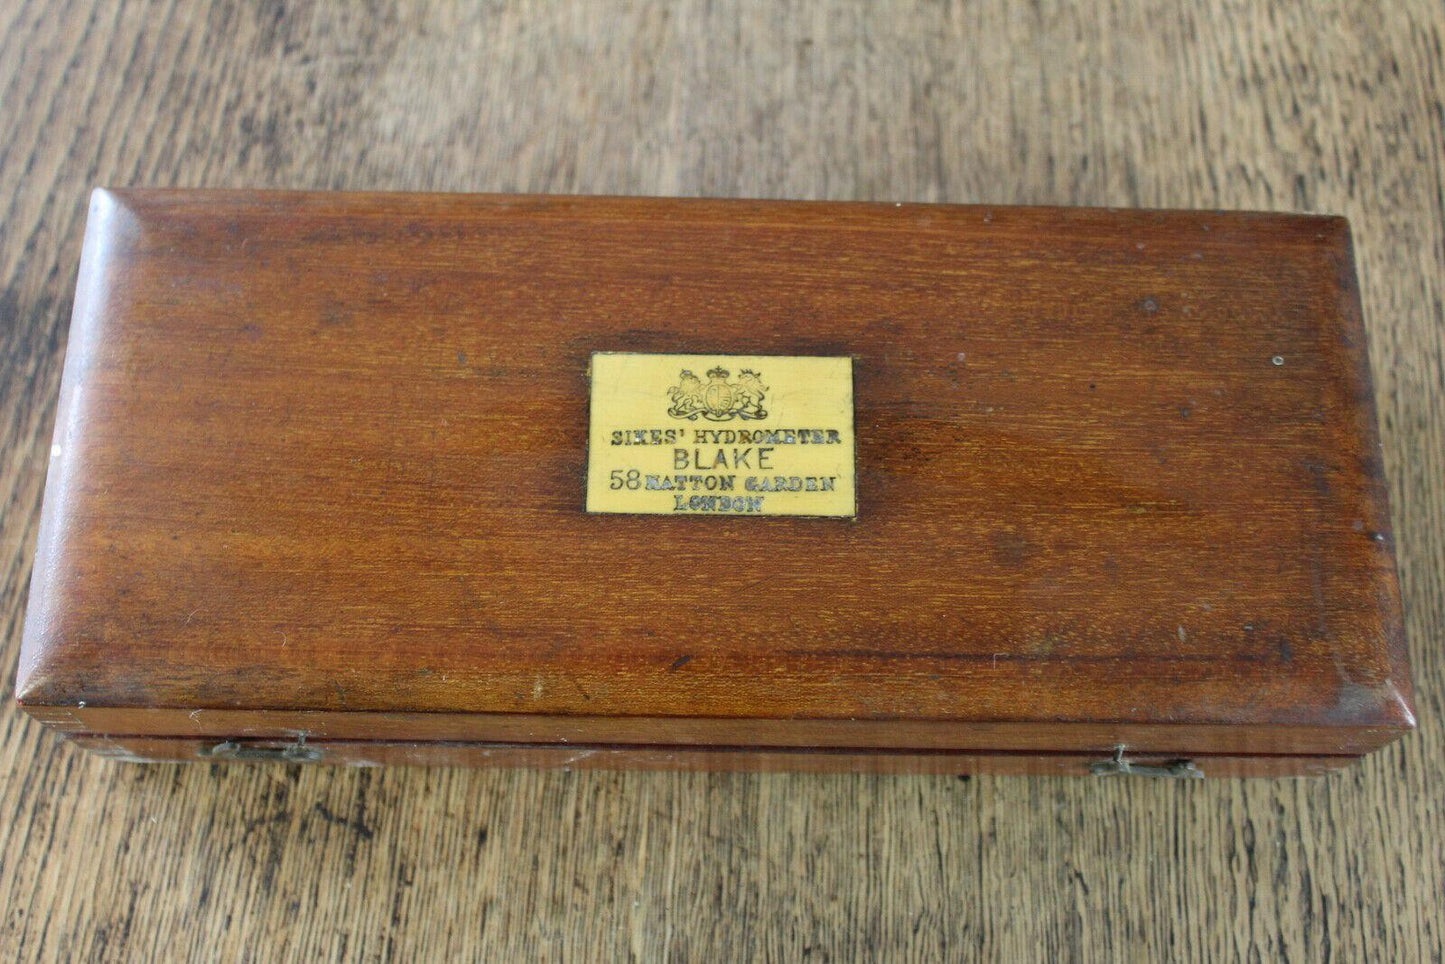 SIKES' HYDROMETER
BLAKE
58 HATTON GARDEN
LONDON